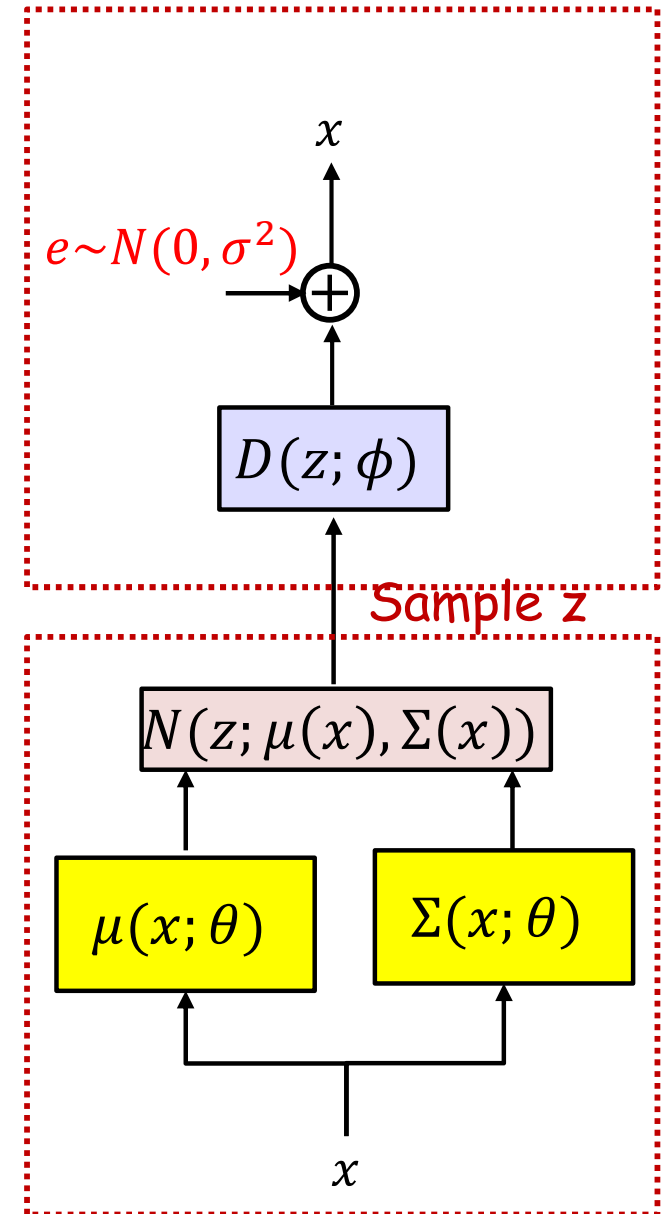 x
e~N(0, σ²)
+
D(z; ϕ)
Sample z
N(z; μ(x), Σ(x))
μ(x; θ)
Σ(x; θ)
x